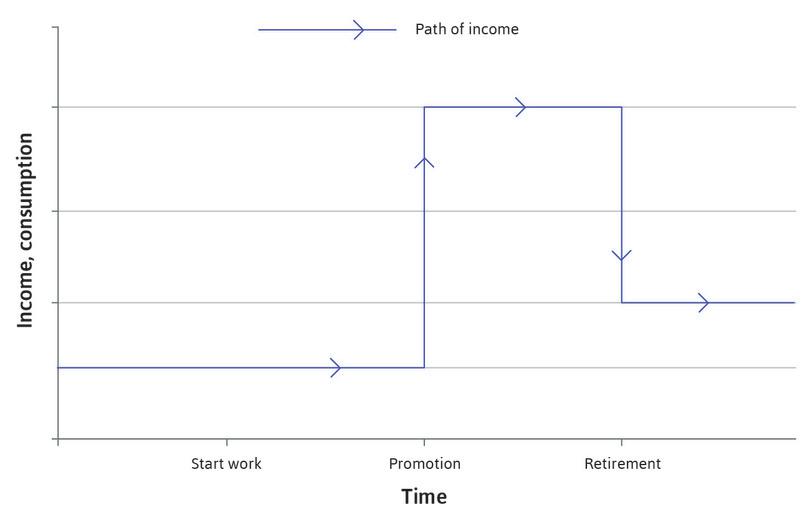 Path of income
Income, consumption
Start work
Promotion
Retirement
Time